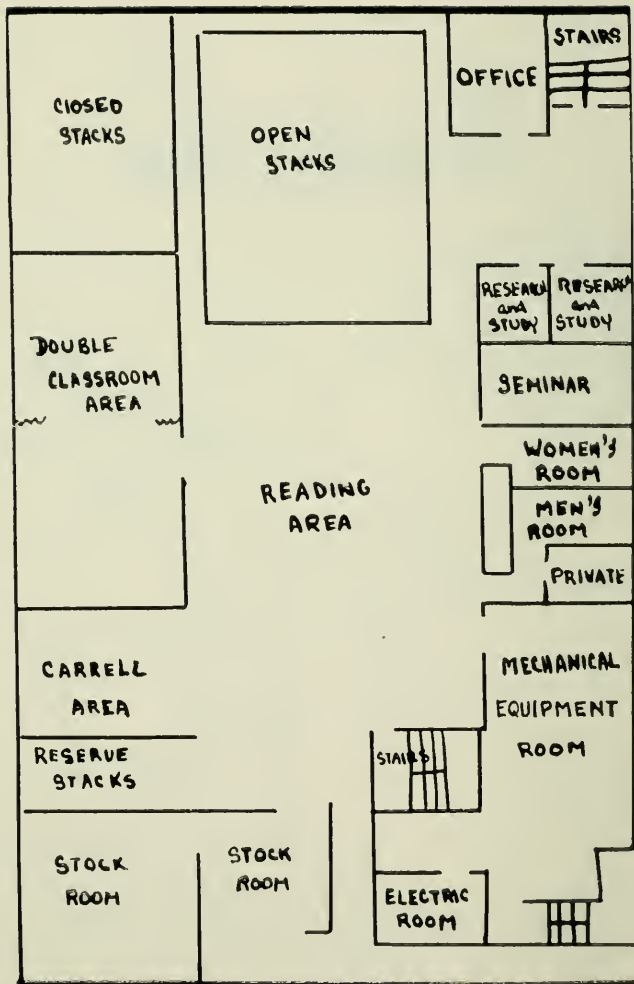 CLOSED
STACKS
OPEN
STACKS
OFFICE
STAIRS
RESEARCH
and
STUDY
RESEARCH
and
STUDY
DOUBLE
CLASSROOM
AREA
SEMINAR
WOMEN'S
ROOM
READING
AREA
MEN'S
ROOM
PRIVATE
CARRELL
AREA
MECHANICAL
EQUIPMENT
ROOM
RESERVE
STACKS
STAIRS
STOCK
ROOM
STOCK
ROOM
ELECTRIC
ROOM